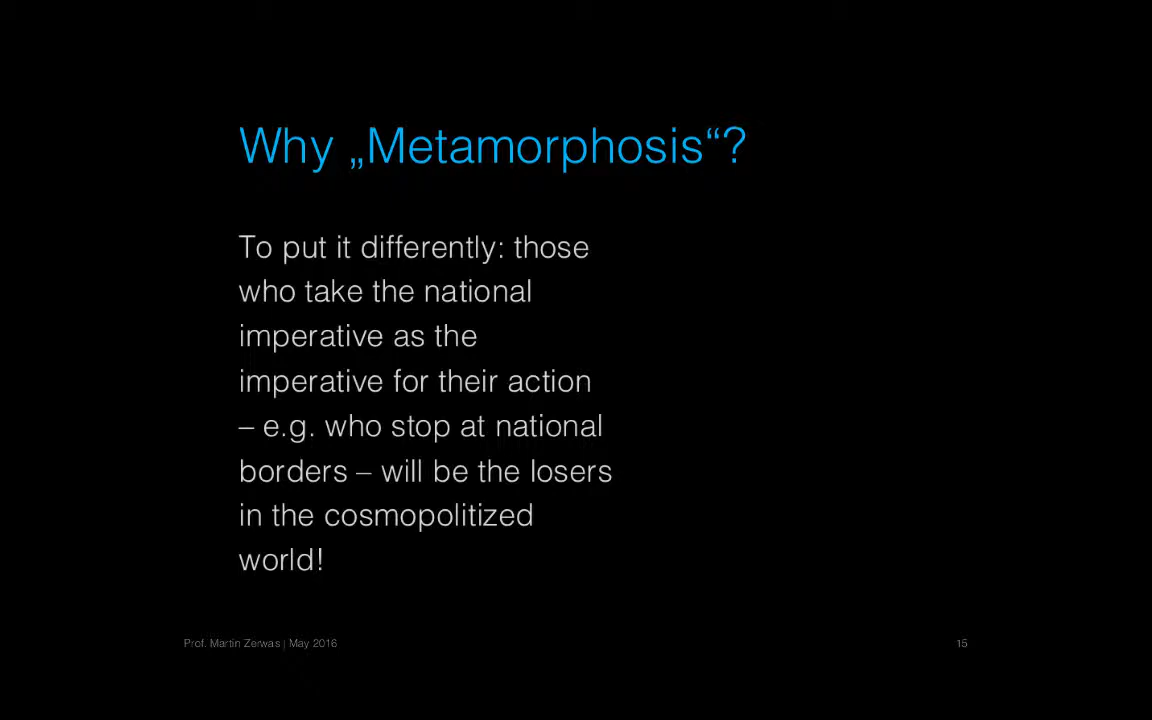 Why „Metamorphosis“?
To put it differently: those
who take the national
imperative as the
imperative for their action
– e.g. who stop at national
borders – will be the losers
in the cosmopolitized
world!
Prof. Martin Zerwas | May 2016
15